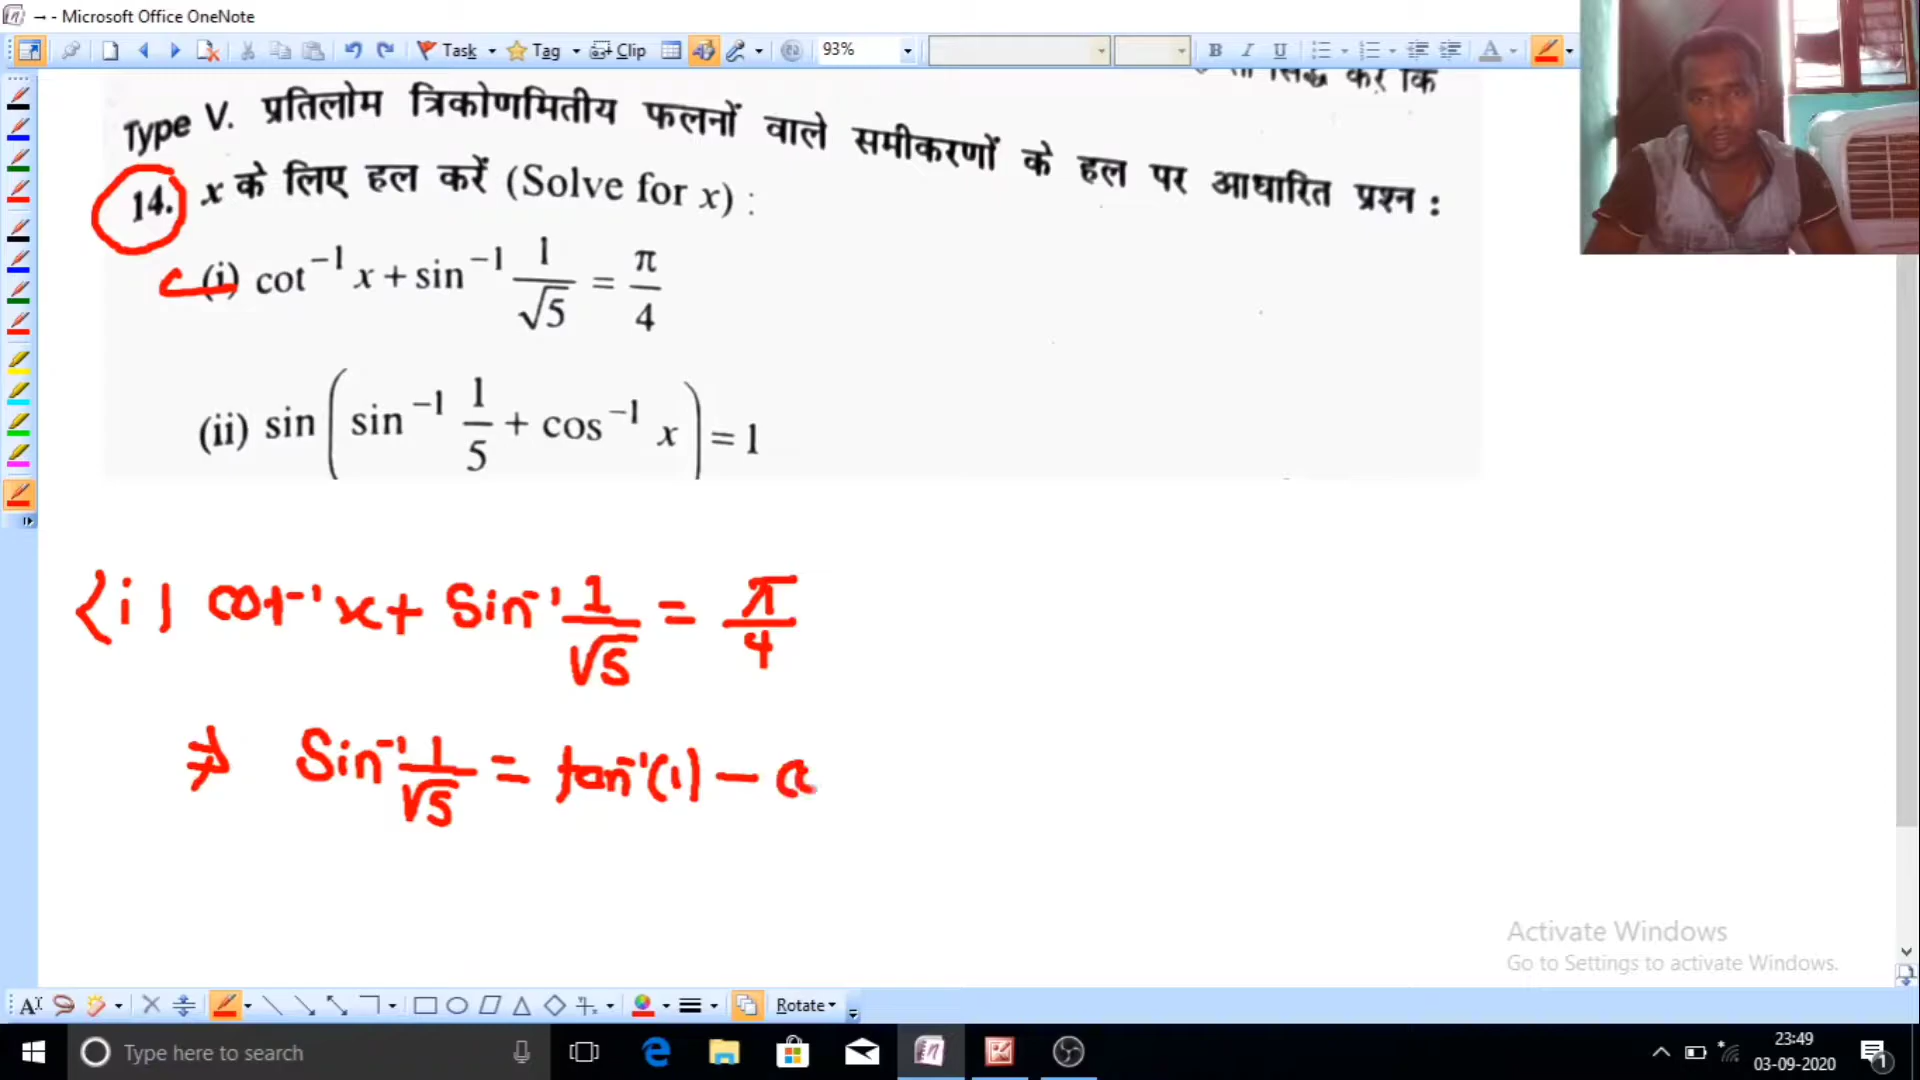 → - Microsoft Office OneNote
Task Tag Clip 93% B I U A
सिद्ध करें कि
Type V. प्रतिलोम त्रिकोणमितीय फलनों वाले समीकरणों के हल पर आधारित प्रश्न :
14. x के लिए हल करें (Solve for x) :
(i) cot⁻¹ x + sin⁻¹ 1/√5 = π/4
(ii) sin ( sin⁻¹ 1/5 + cos⁻¹ x ) = 1
(i) cot⁻¹ x + Sin⁻¹ 1/√5 = π/4
⇒ Sin⁻¹ 1/√5 = tan⁻¹(1) –
Activate Windows
Go to Settings to activate Windows.
Rotate
Type here to search
23:49
03-09-2020
1